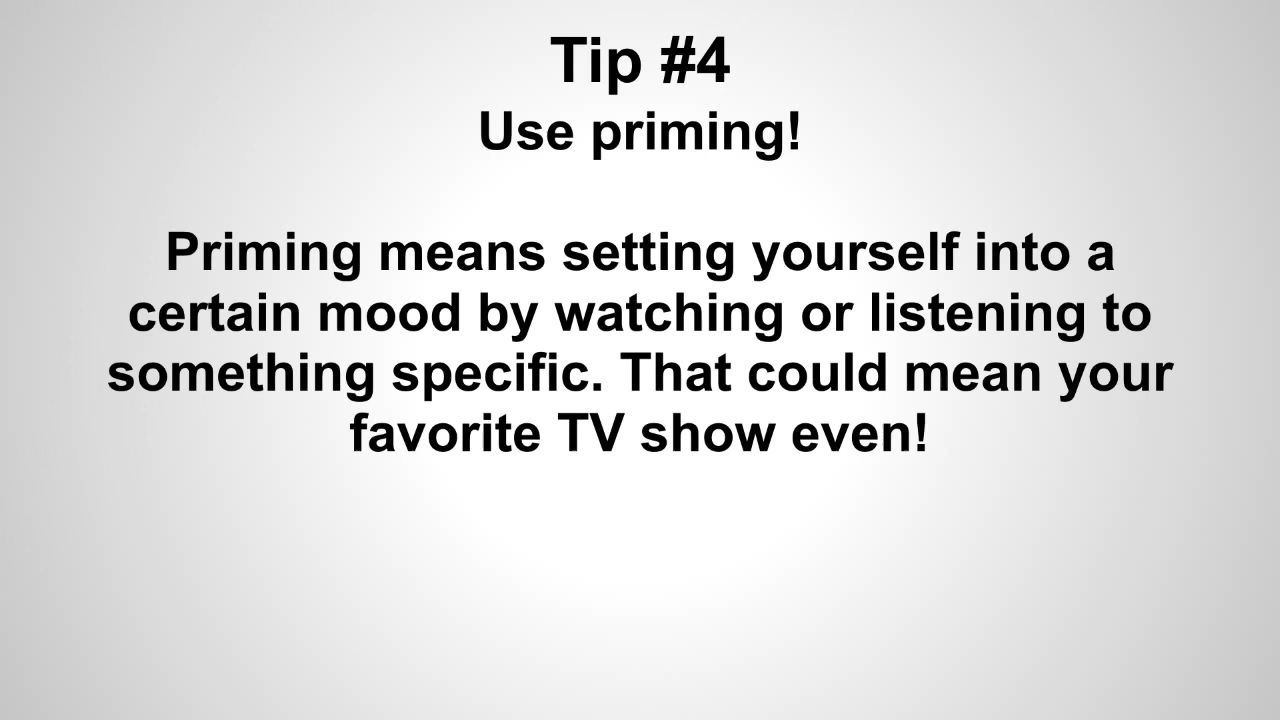 Tip #4
Use priming!
Priming means setting yourself into a
certain mood by watching or listening to
something specific. That could mean your
favorite TV show even!